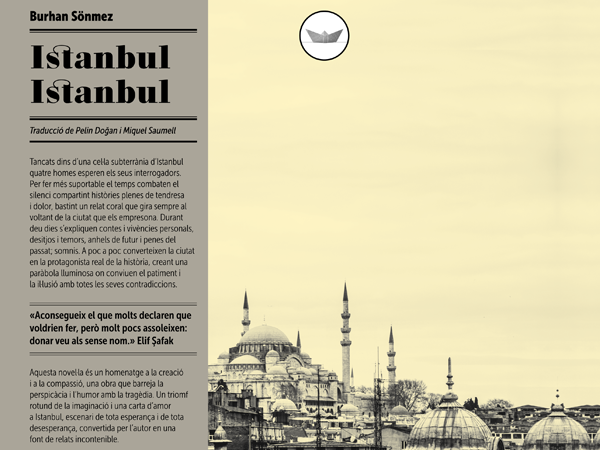 Burhan Sönmez
Istanbul
Istanbul
Traducció de Pelin Doğan i Miquel Saumell
Tancats dins d'una cel·la subterrània d'Istanbul
quatre homes esperen els seus interrogadors.
Per fer més suportable el temps combaten el
silenci compartint històries plenes de tendresa
i dolor, bastint un relat coral que gira sempre al
voltant de la ciutat que els empresona. Durant
deu dies s'expliquen contes i vivències personals,
desitjos i temors, anhels de futur i penes del
passat; somnis. A poc a poc converteixen la ciutat
en la protagonista real de la història, creant una
paràbola lluminosa on conviuen el patiment i
la il·lusió amb totes les seves contradiccions.
«Aconsegueix el que molts declaren que
voldrien fer, però molt pocs assoleixen:
donar veu als sense nom.» Elif Şafak
Aquesta novel·la és un homenatge a la creació
i a la compassió, una obra que barreja la
perspicàcia i l'humor amb la tragèdia. Un triomf
rotund de la imaginació i una carta d'amor
a Istanbul, escenari de tota esperança i de tota
desesperança, convertida per l'autor en una
font de relats incontenible.